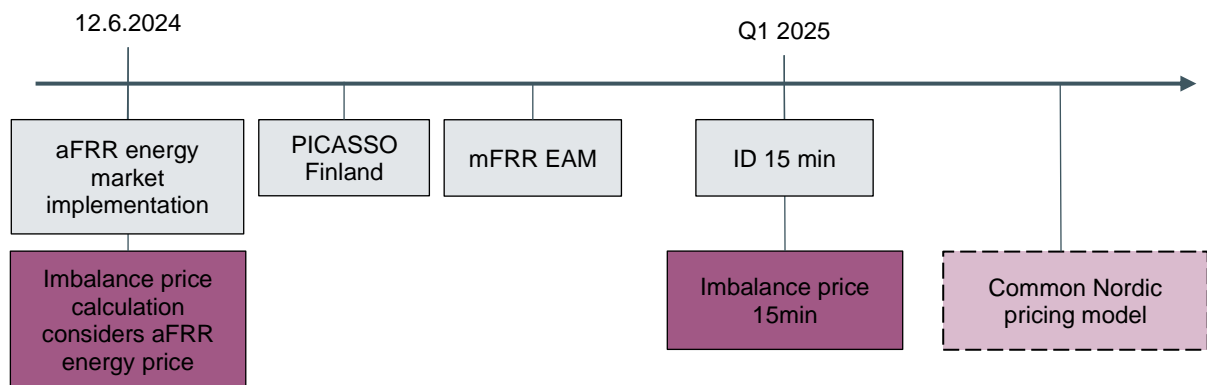 12.6.2024
Q1 2025
aFRR energy
market
implementation
PICASSO
Finland
mFRR EAM
ID 15 min
Imbalance price
calculation
considers aFRR
energy price
Imbalance price
15min
Common Nordic
pricing model